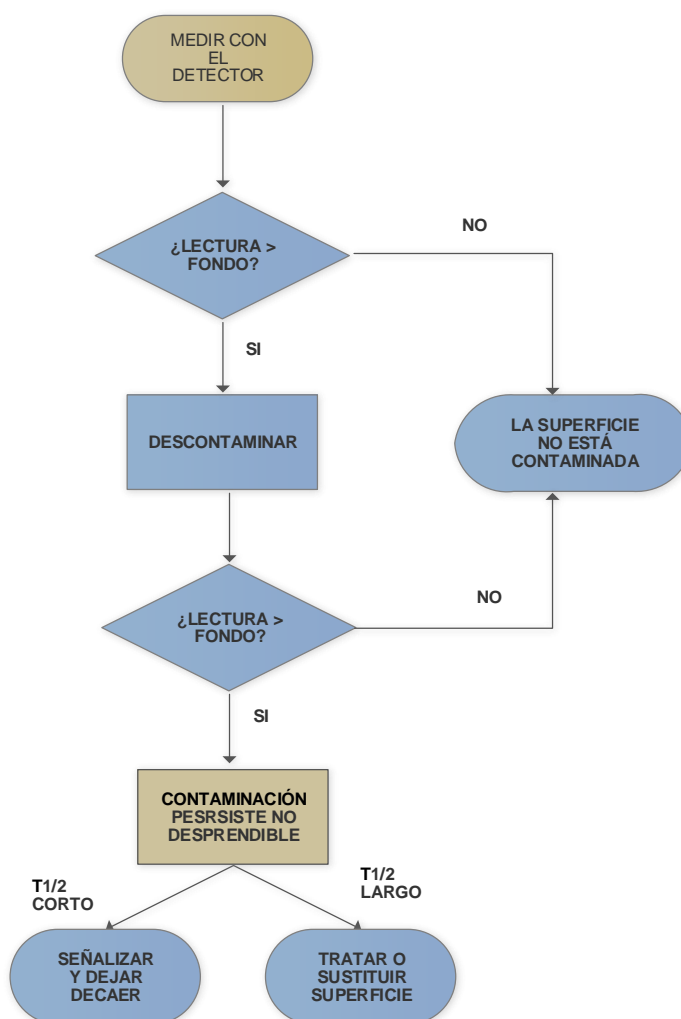 MEDIR CON
EL
DETECTOR
¿LECTURA >
FONDO?
NO
SI
DESCONTAMINAR
LA SUPERFICIE
NO ESTÁ
CONTAMINADA
¿LECTURA >
FONDO?
NO
SI
CONTAMINACIÓN
PESRSISTE NO
DESPRENDIBLE
T1/2
CORTO
T1/2
LARGO
SEÑALIZAR
Y DEJAR
DECAER
TRATAR O
SUSTITUIR
SUPERFICIE